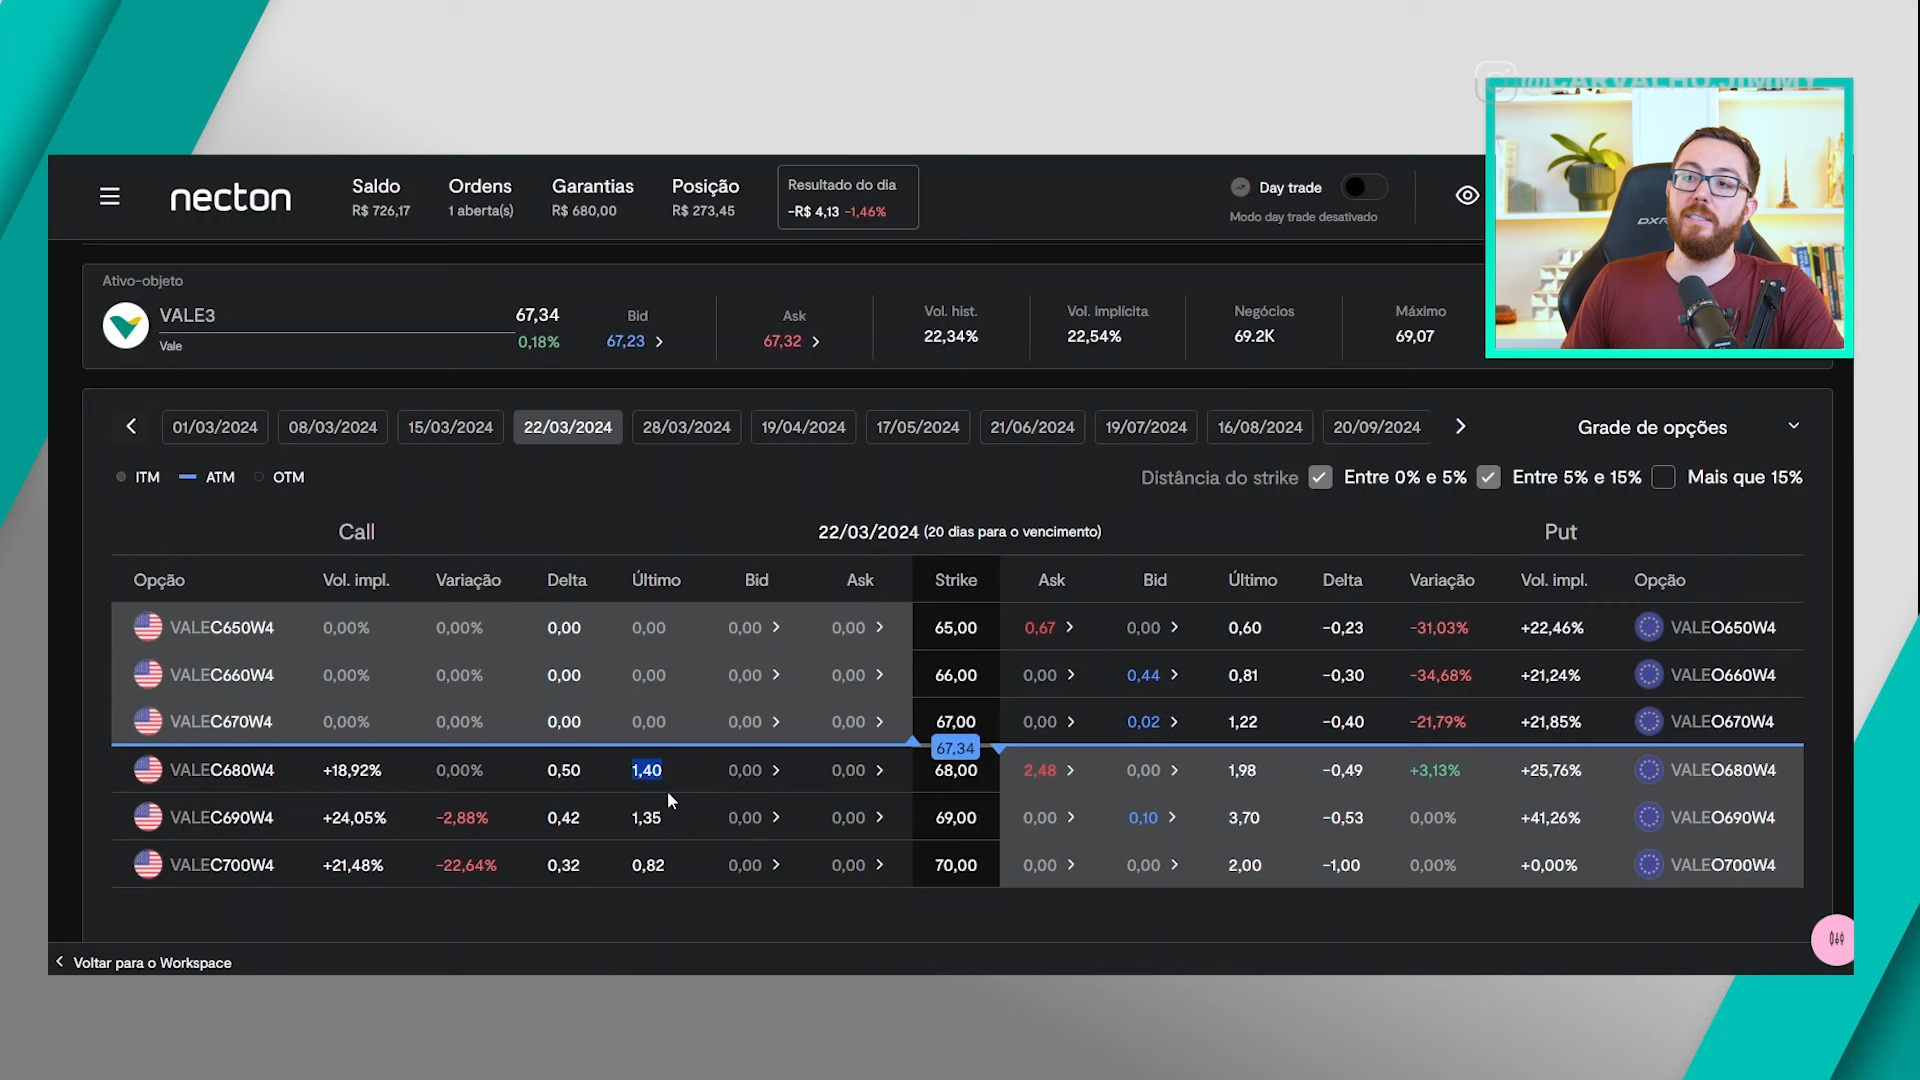 @CARVALHOJIMMY
necton
Saldo
R$ 726,17
Ordens
1 aberta(s)
Garantias
R$ 680,00
Posição
R$ 273,45
Resultado do dia
-R$ 4,13 -1,46%
Day trade
Modo day trade desativado
DXR
Ativo-objeto
VALE3
Vale
67,34
0,18%
Bid
67,23
Ask
67,32
Vol. hist.
22,34%
Vol. implícita
22,54%
Negócios
69.2K
Máximo
69,07
01/03/2024 08/03/2024 15/03/2024 22/03/2024 28/03/2024 19/04/2024 17/05/2024 21/06/2024 19/07/2024 16/08/2024 20/09/2024 Grade de opções
ITM ATM OTM Distância do strike Entre 0% e 5% Entre 5% e 15% Mais que 15%
Call 22/03/2024 (20 dias para o vencimento) Put
Opção Vol. impl. Variação Delta Último Bid Ask Strike Ask Bid Último Delta Variação Vol. impl. Opção
VALEC650W4 0,00% 0,00% 0,00 0,00 0,00 0,00 65,00 0,67 0,00 0,60 -0,23 -31,03% +22,46% VALEO650W4
VALEC660W4 0,00% 0,00% 0,00 0,00 0,00 0,00 66,00 0,00 0,44 0,81 -0,30 -34,68% +21,24% VALEO660W4
VALEC670W4 0,00% 0,00% 0,00 0,00 0,00 0,00 67,00 0,00 0,02 1,22 -0,40 -21,79% +21,85% VALEO670W4
67,34
VALEC680W4 +18,92% 0,00% 0,50 1,40 0,00 0,00 68,00 2,48 0,00 1,98 -0,49 +3,13% +25,76% VALEO680W4
VALEC690W4 +24,05% -2,88% 0,42 1,35 0,00 0,00 69,00 0,00 0,10 3,70 -0,53 0,00% +41,26% VALEO690W4
VALEC700W4 +21,48% -22,64% 0,32 0,82 0,00 0,00 70,00 0,00 0,00 2,00 -1,00 0,00% +0,00% VALEO700W4
Voltar para o Workspace